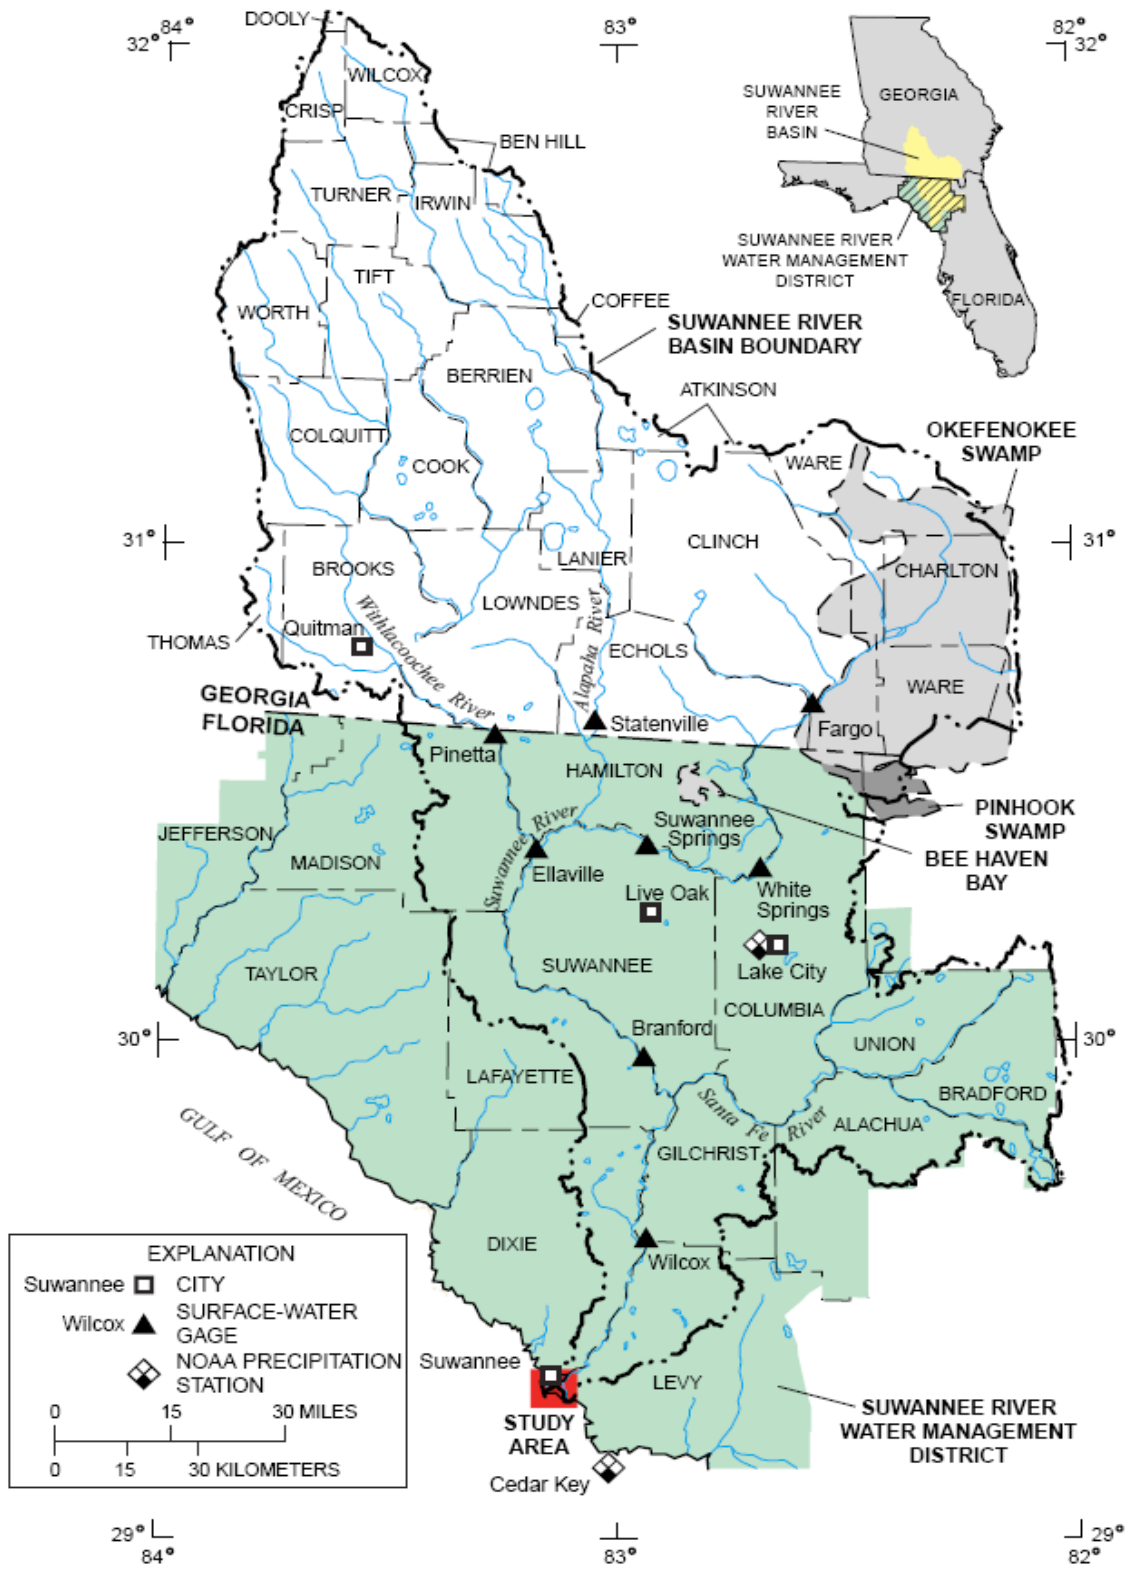 84°
83°
82°
32°
32°
DOOLY
WILCOX
CRISP
BEN HILL
TURNER
IRWIN
TIFT
WORTH
COFFEE
SUWANNEE RIVER
BASIN BOUNDARY
BERRIEN
ATKINSON
COLQUITT
COOK
WARE
OKEFENOKEE
SWAMP
GEORGIA
SUWANNEE
RIVER
BASIN
SUWANNEE RIVER
WATER MANAGEMENT
DISTRICT
FLORIDA
31°
31°
CLINCH
LANIER
BROOKS
CHARLTON
LOWNDES
THOMAS
Quitman
Withlacoochee River
Alapaha River
ECHOLS
WARE
GEORGIA
FLORIDA
Statenville
Fargo
Pinetta
HAMILTON
PINHOOK
SWAMP
Suwannee River
Suwannee
Springs
JEFFERSON
MADISON
BEE HAVEN
BAY
Ellaville
Live Oak
White
Springs
TAYLOR
SUWANNEE
Lake City
COLUMBIA
Branford
30°
30°
UNION
LAFAYETTE
BRADFORD
Santa Fe River
ALACHUA
GULF OF MEXICO
GILCHRIST
DIXIE
Wilcox
Suwannee
LEVY
STUDY
AREA
SUWANNEE RIVER
WATER MANAGEMENT
DISTRICT
Cedar Key
EXPLANATION
Suwannee CITY
Wilcox SURFACE-WATER
GAGE
NOAA PRECIPITATION
STATION
0 15 30 MILES
0 15 30 KILOMETERS
29°
29°
84°
83°
82°